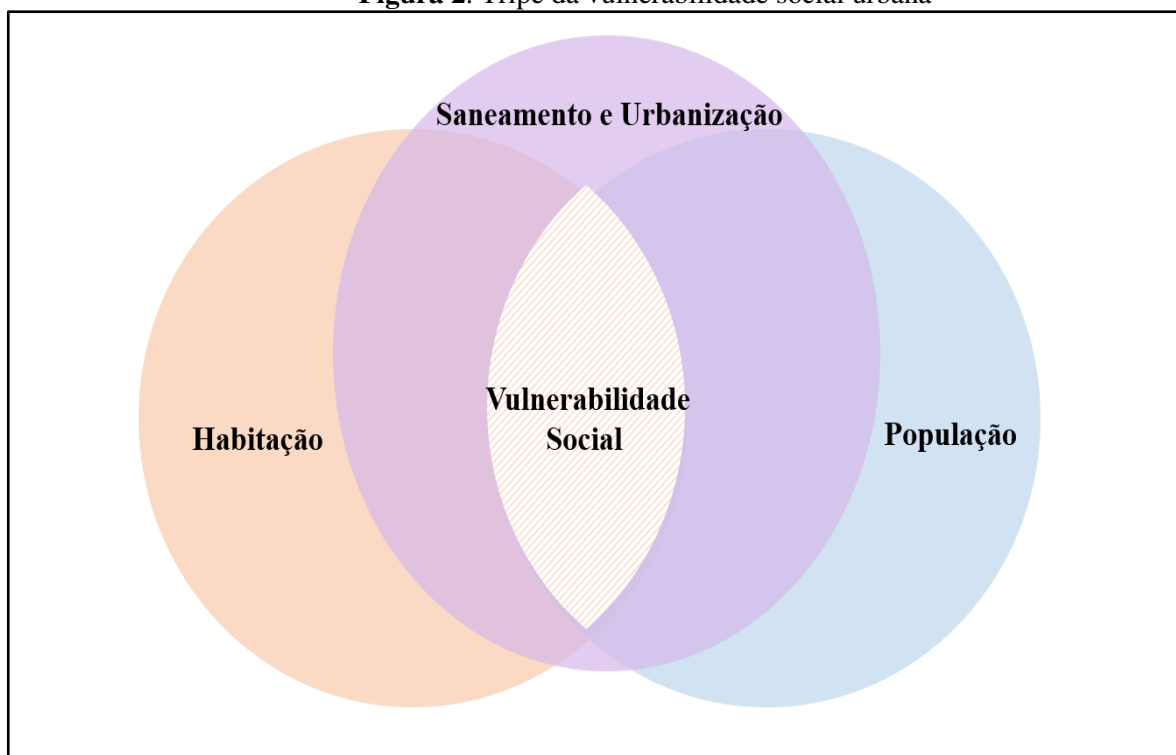 Figura 2. Tripé da vulnerabilidade social urbana
Saneamento e Urbanização
Vulnerabilidade
Social
Habitação
População